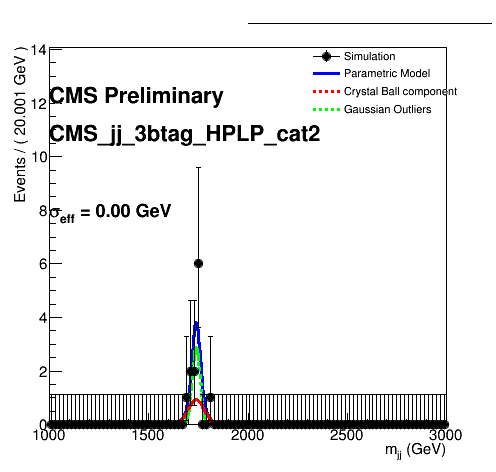 14
Simulation
Parametric Model
Crystal Ball component
Gaussian Outliers
Events / ( 20.001 GeV )
12
CMS Preliminary
CMS_jj_3btag_HPLP_cat2
10
8
σeff = 0.00 GeV
6
4
2
0
1000 1500 2000 2500 3000
mjj (GeV)